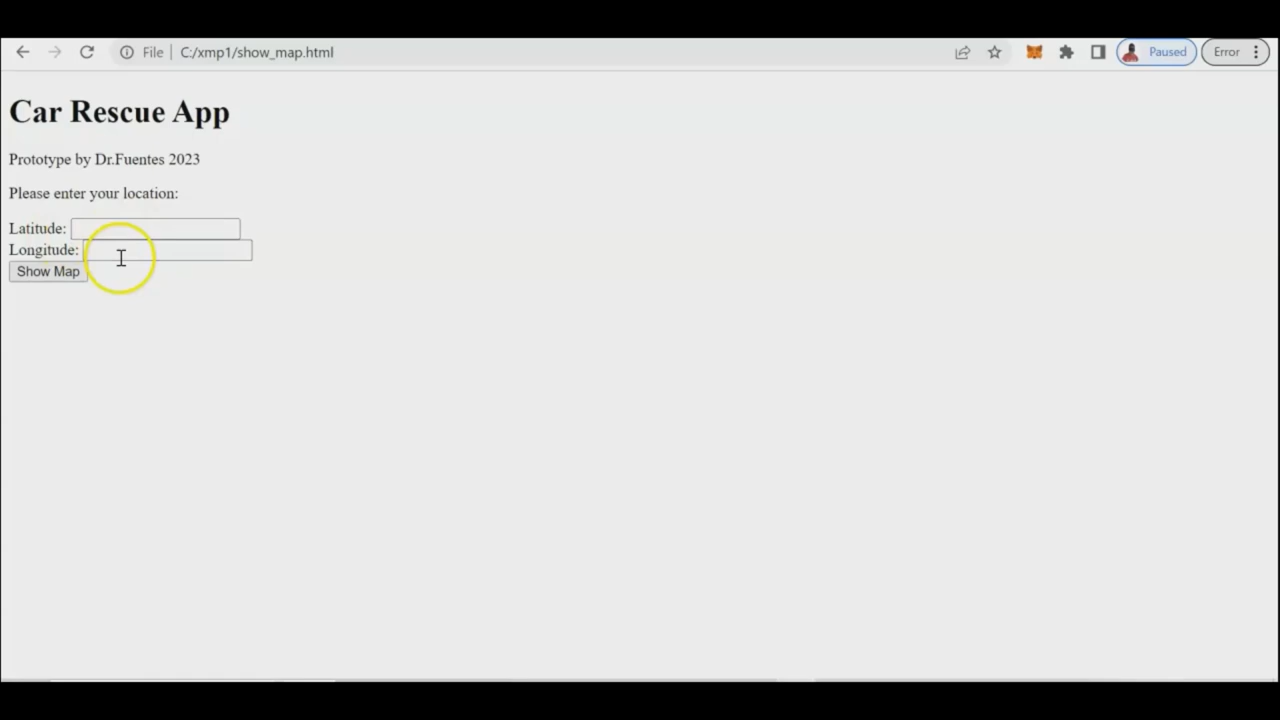 File | C:/xmp1/show_map.html
Paused
Error
Car Rescue App
Prototype by Dr.Fuentes 2023
Please enter your location:
Latitude:
Longitude:
Show Map